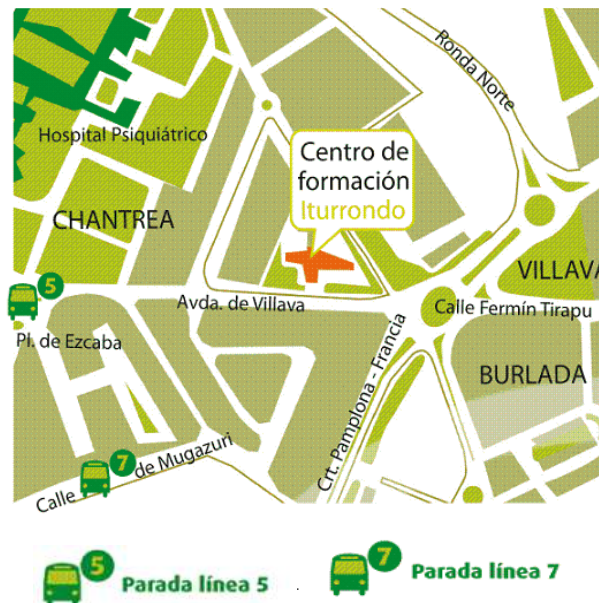 Ronda Norte
Hospital Psiquiátrico
Centro de
formación
Iturrondo
CHANTREA
VILLAVA
5
Avda. de Villava
Calle Fermín Tirapu
Pl. de Ezcaba
Crt. Pamplona - Francia
BURLADA
7
Calle de Mugazuri
5 Parada línea 5
7 Parada línea 7